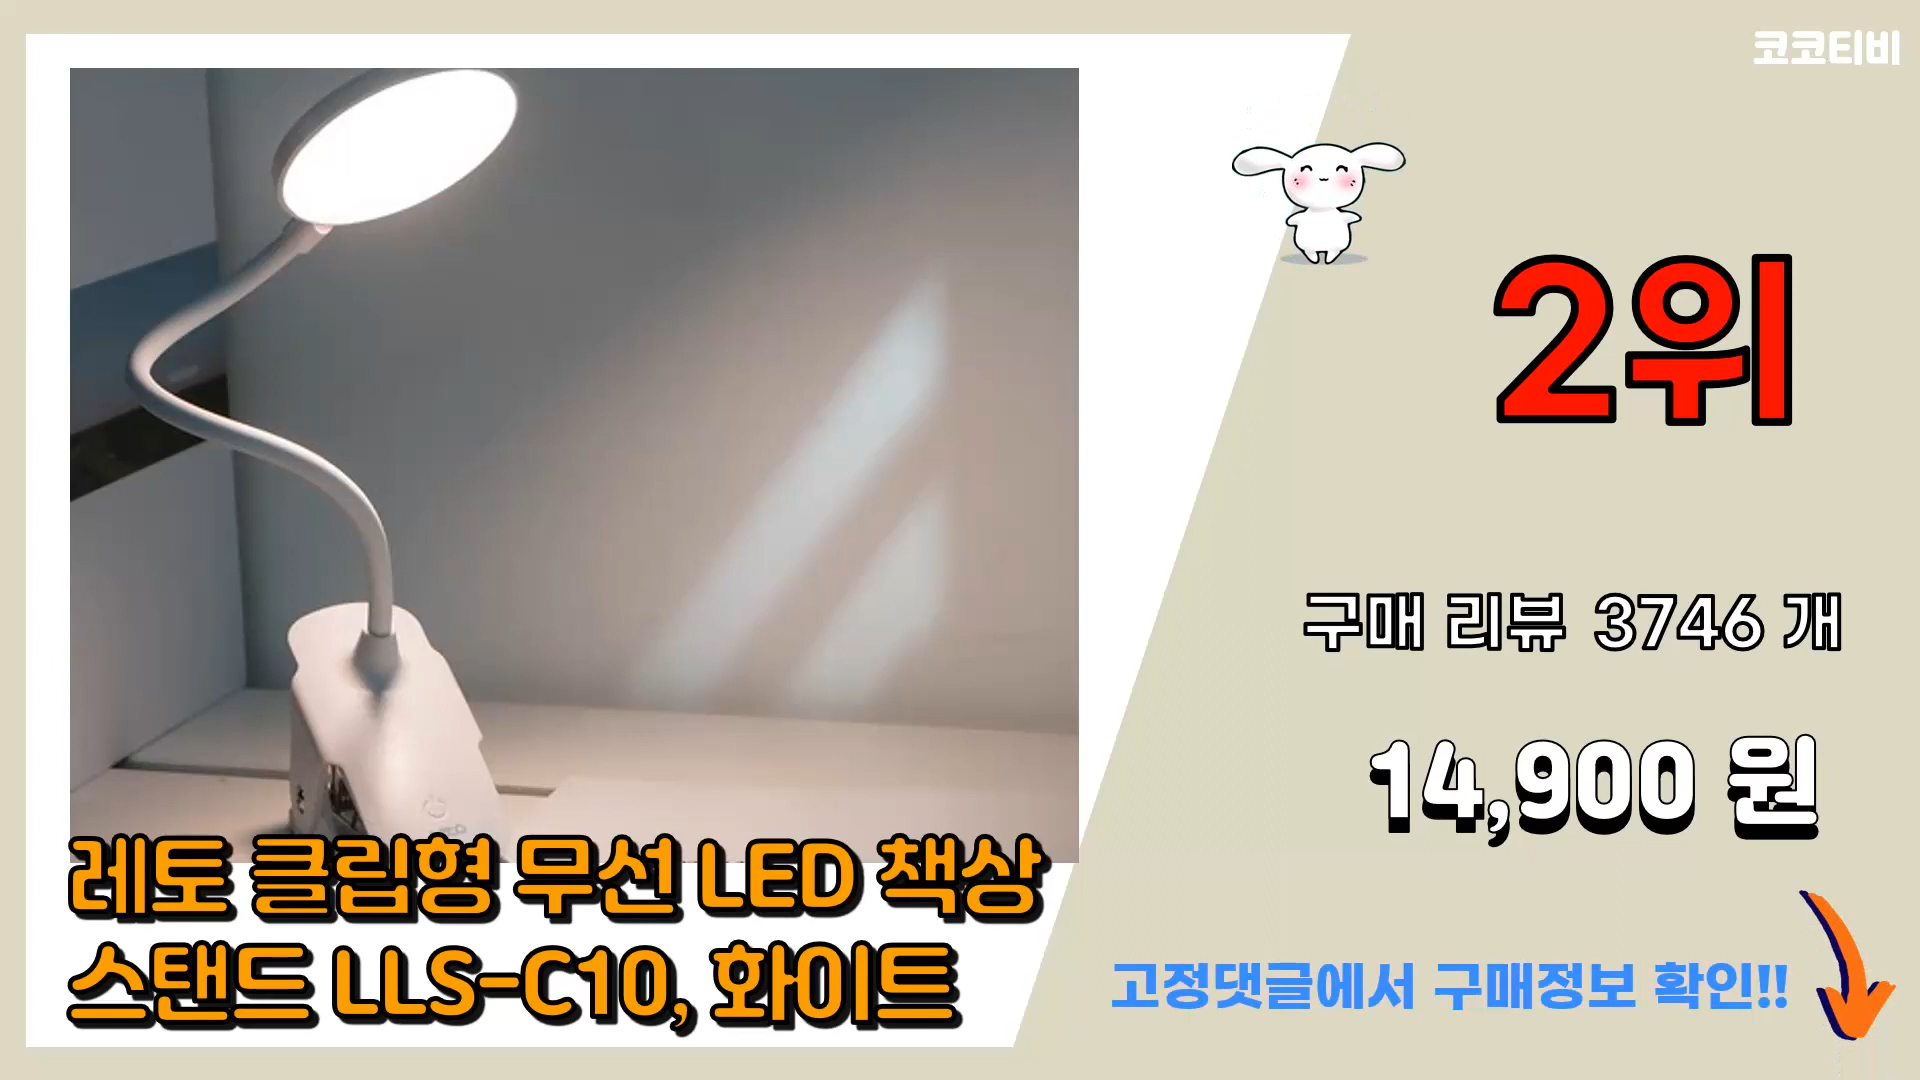 코코티비
2위
구매 리뷰 3746 개
14,900 원
레토 클립형 무선 LED 책상
스탠드 LLS-C10, 화이트
고정댓글에서 구매정보 확인!!